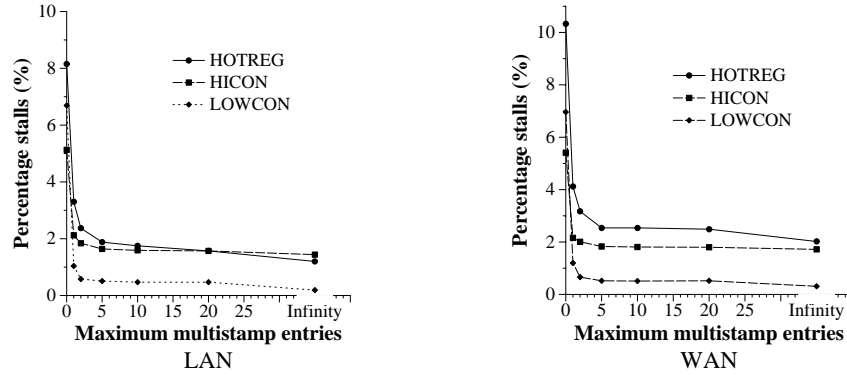 Percentage stalls (%)
8
6
4
2
0
HOTREG
HICON
LOWCON
0 5 10 15 20 25 Infinity
Maximum multistamp entries
LAN
Percentage stalls (%)
10
8
6
4
2
0
HOTREG
HICON
LOWCON
0 5 10 15 20 25 Infinity
Maximum multistamp entries
WAN